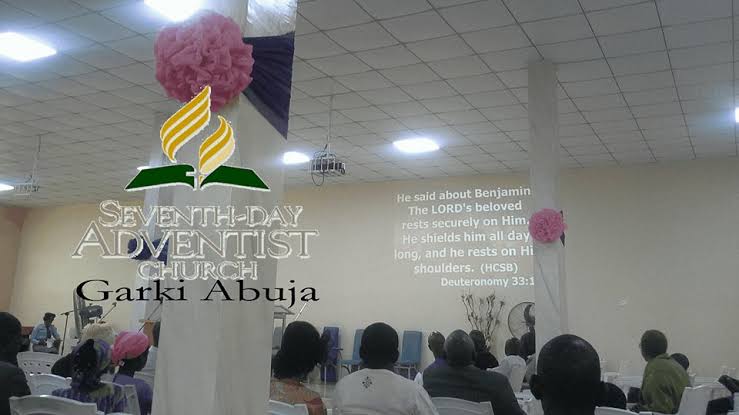 SEVENTH-DAY
ADVENTIST
CHURCH
Garki Abuja
He said about Benjamin
The LORD's beloved
rests securely on Him.
He shields him all day
long, and he rests on Hi
shoulders. (HCSB)
Deuteronomy 33:1